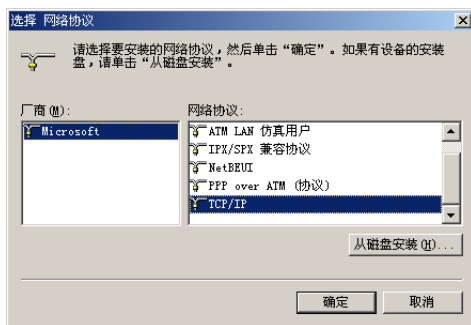 选择 网络协议
请选择要安装的网络协议，然后单击“确定”。如果有设备的安装
盘，请单击“从磁盘安装”。
厂商(M):
网络协议:
Microsoft
ATM LAN 仿真用户
IPX/SPX 兼容协议
NetBEUI
PPP over ATM (协议)
TCP/IP
从磁盘安装(H)...
确定
取消